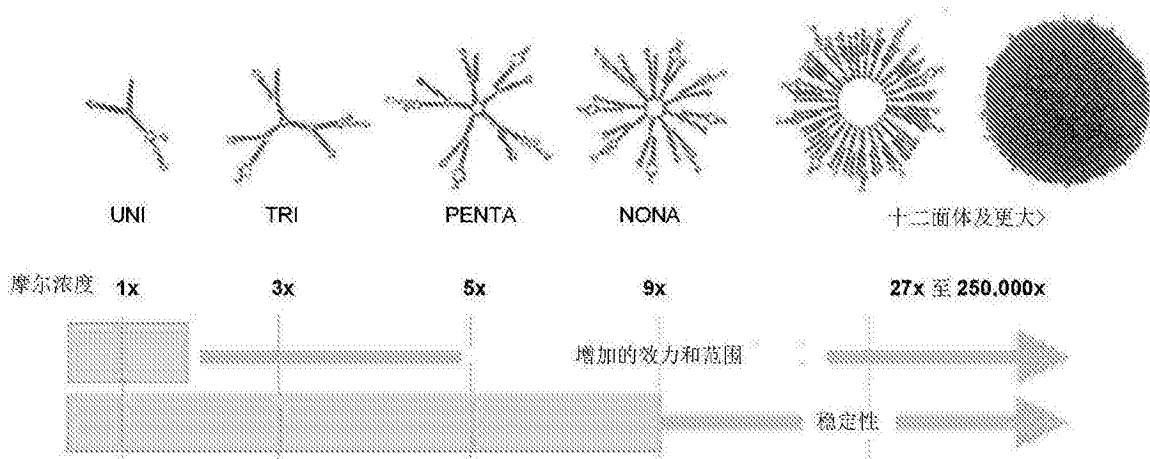 UNI TRI PENTA NONA 十二面体及更大>
摩尔浓度 1x 3x 5x 9x 27x 至 250,000x
增加的效力和范围
稳定性